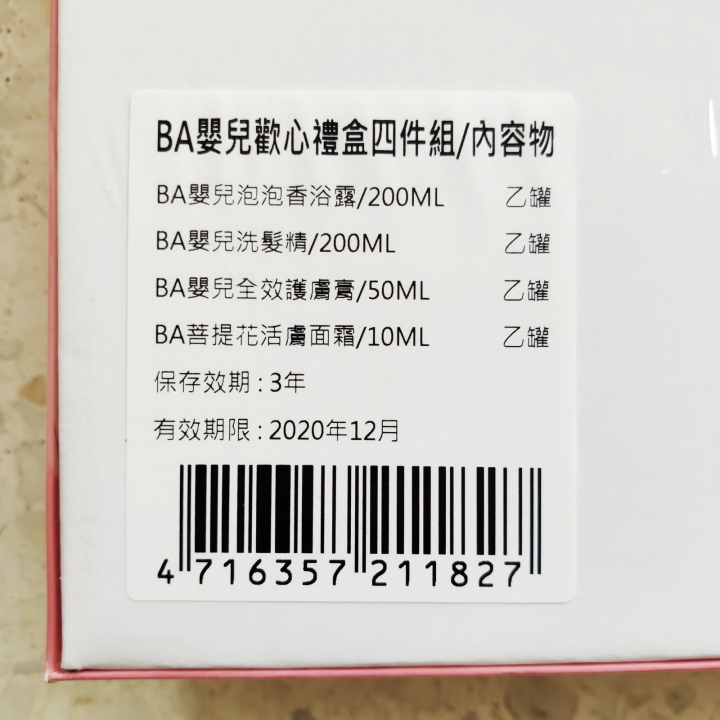 BA嬰兒歡心禮盒四件組/內容物
BA嬰兒泡泡香浴露/200ML 乙罐
BA嬰兒洗髮精/200ML 乙罐
BA嬰兒全效護膚膏/50ML 乙罐
BA菩提花活膚面霜/10ML 乙罐
保存效期 : 3年
有效期限 : 2020年12月
4 716357 211827